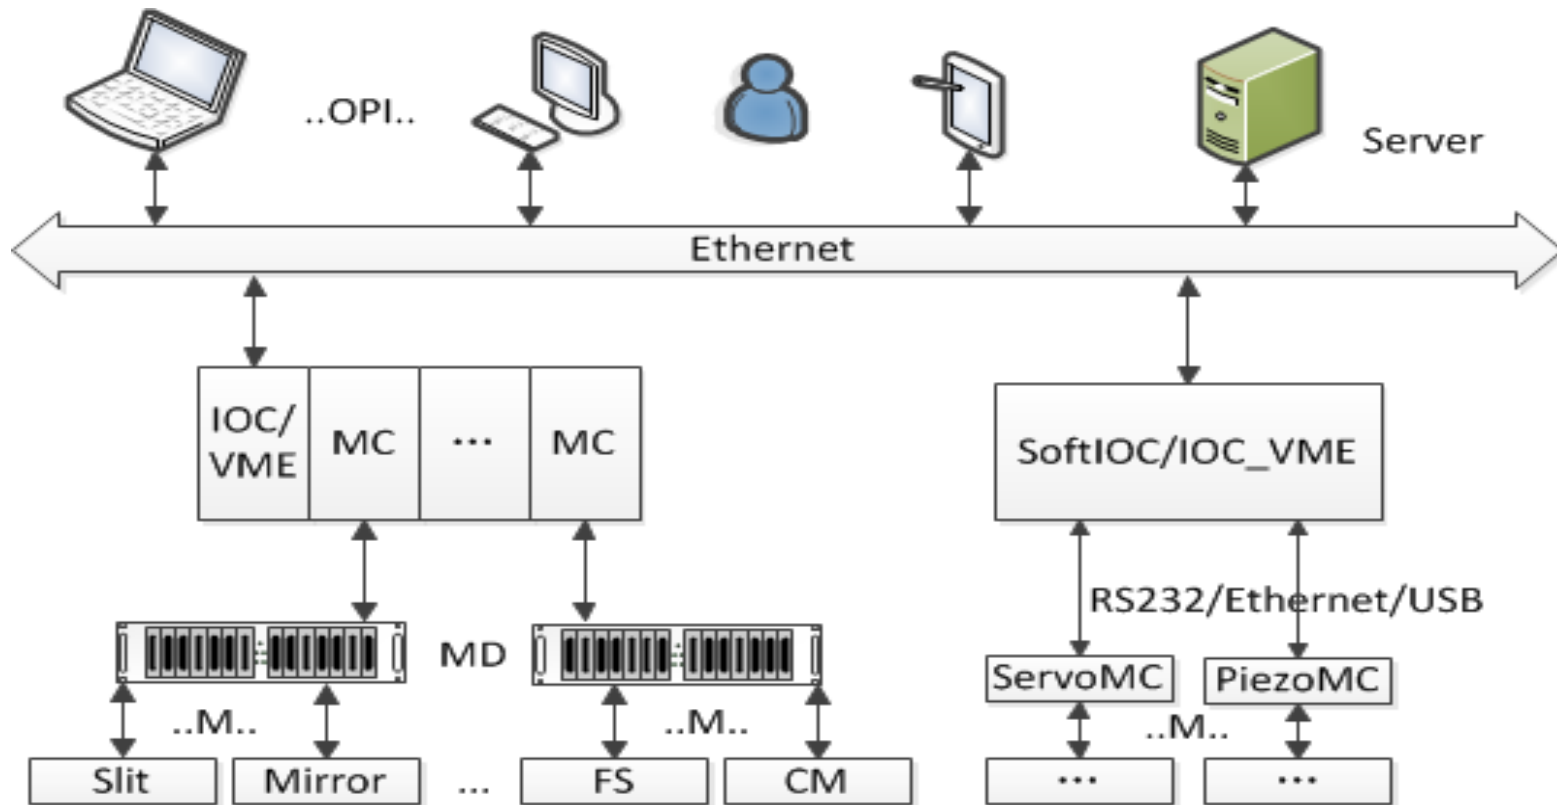 ..OPI..
Server
Ethernet
IOC/
VME
MC
...
MC
SoftIOC/IOC_VME
RS232/Ethernet/USB
MD
ServoMC
PiezoMC
..M..
..M..
..M..
Slit
Mirror
...
FS
CM
...
...